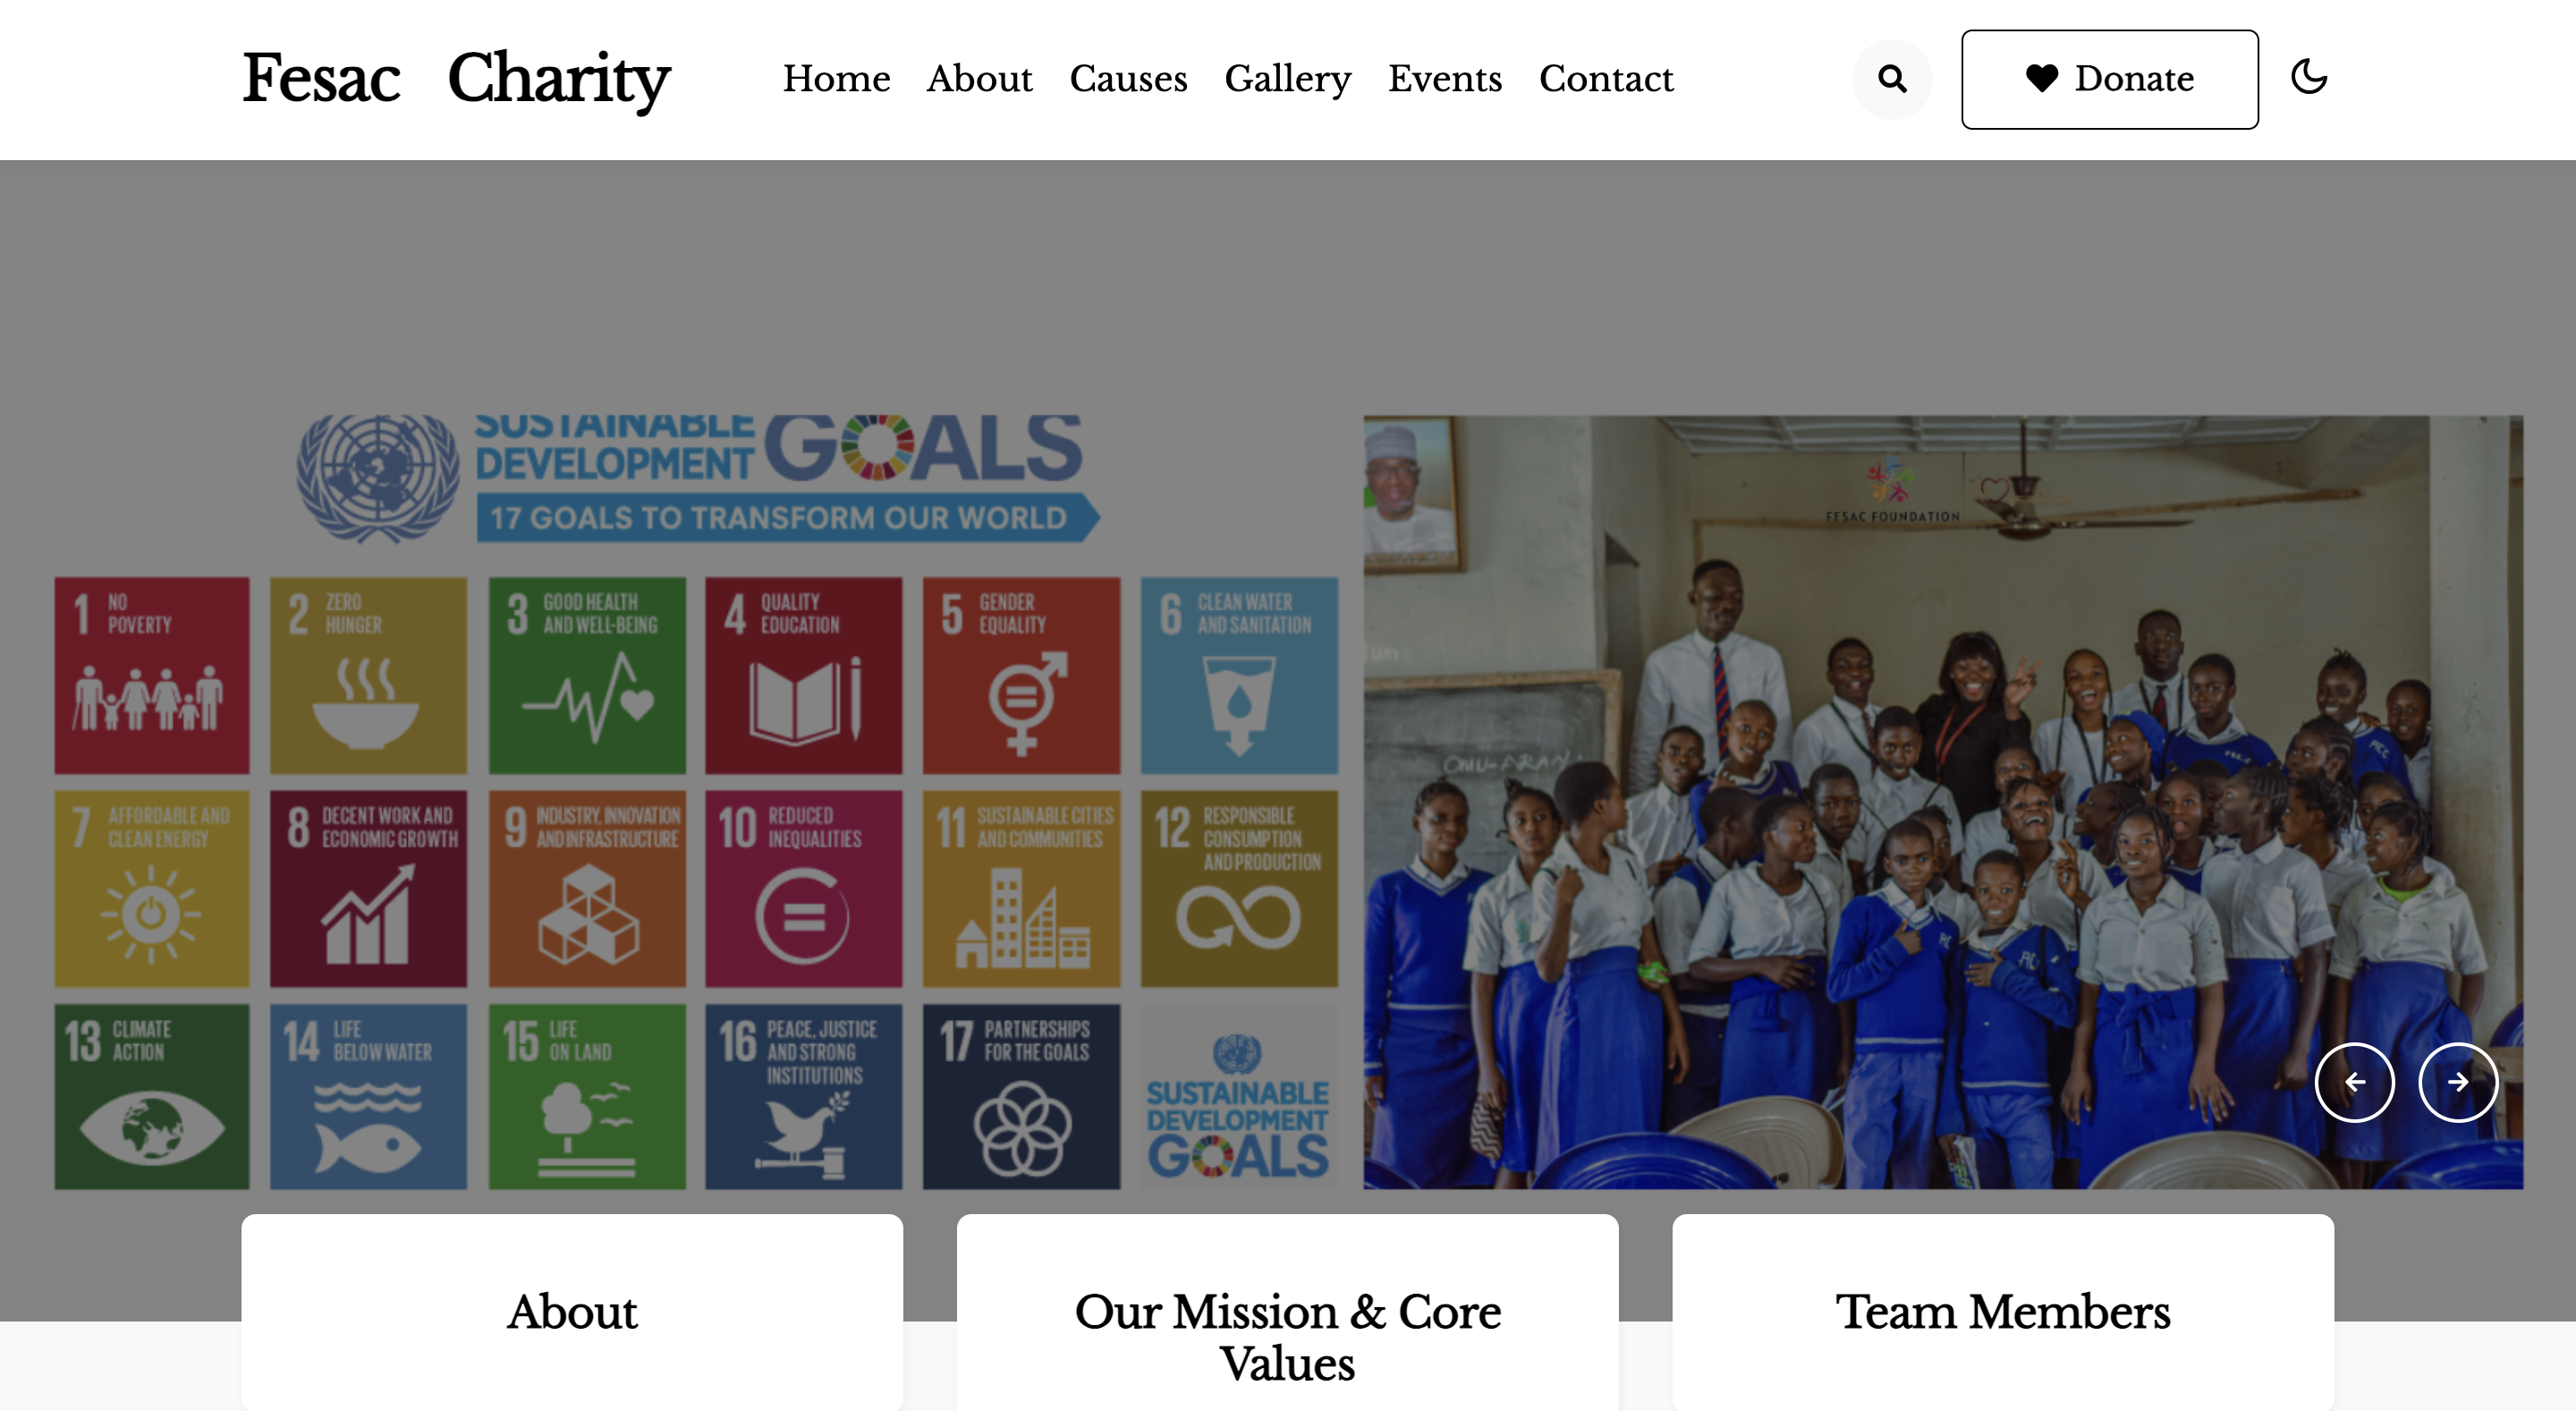 Fesac Charity
Home About Causes Gallery Events Contact
Donate
SUSTAINABLE
DEVELOPMENT
GOALS
17 GOALS TO TRANSFORM OUR WORLD
1 NO
POVERTY
2 ZERO
HUNGER
3 GOOD HEALTH
AND WELL-BEING
4 QUALITY
EDUCATION
5 GENDER
EQUALITY
6 CLEAN WATER
AND SANITATION
7 AFFORDABLE AND
CLEAN ENERGY
8 DECENT WORK AND
ECONOMIC GROWTH
9 INDUSTRY, INNOVATION
AND INFRASTRUCTURE
10 REDUCED
INEQUALITIES
11 SUSTAINABLE CITIES
AND COMMUNITIES
12 RESPONSIBLE
CONSUMPTION
AND PRODUCTION
13 CLIMATE
ACTION
14 LIFE
BELOW WATER
15 LIFE
ON LAND
16 PEACE, JUSTICE
AND STRONG
INSTITUTIONS
17 PARTNERSHIPS
FOR THE GOALS
SUSTAINABLE
DEVELOPMENT
GOALS
FESAC FOUNDATION
OMU-ARAN
About
Our Mission & Core
Values
Team Members